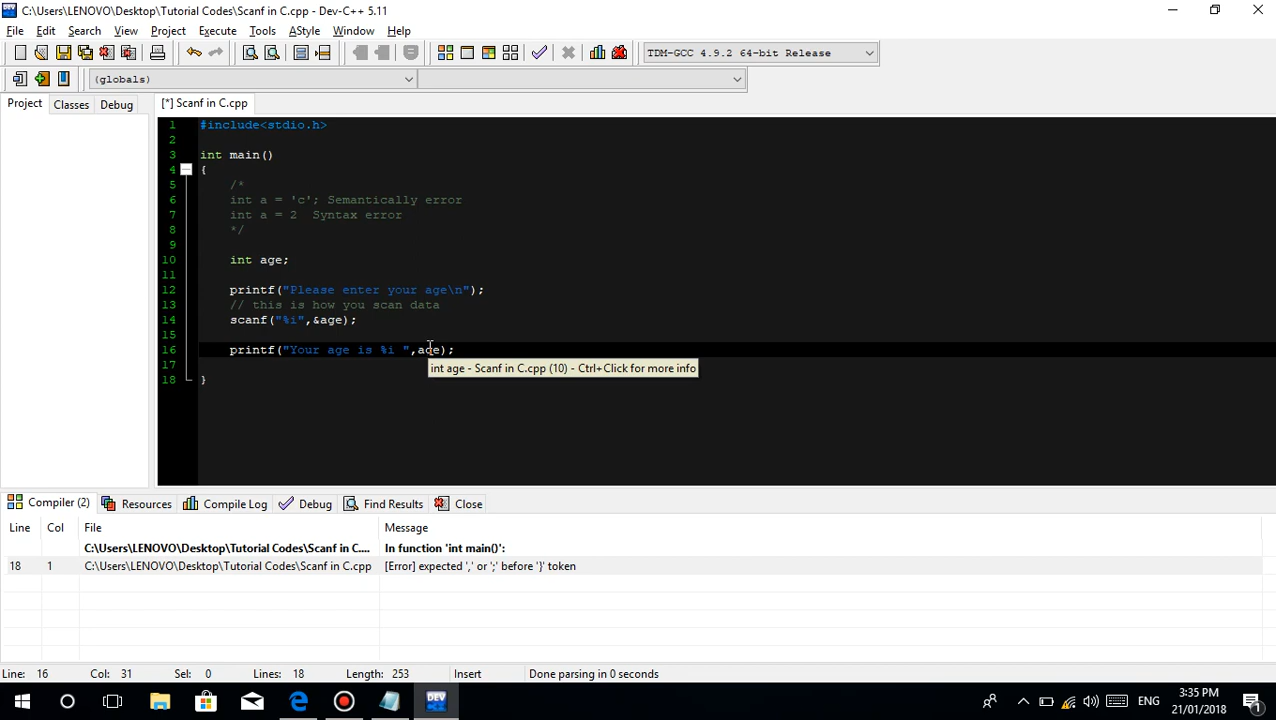 C:\Users\LENOVO\Desktop\Tutorial Codes\Scanf in C.cpp - Dev-C++ 5.11
File Edit Search View Project Execute Tools AStyle Window Help
TDM-GCC 4.9.2 64-bit Release
(globals)
Project Classes Debug
[*] Scanf in C.cpp
1 #include<stdio.h>
2
3 int main()
4 {
5 /*
6 int a = 'c'; Semantically error
7 int a = 2  Syntax error
8 */
9
10 int age;
11
12 printf("Please enter your age\n");
13 // this is how you scan data
14 scanf("%i",&age);
15
16 printf("Your age is %i ",age);
17
18 }
int age - Scanf in C.cpp (10) - Ctrl+Click for more info
Compiler (2) Resources Compile Log Debug Find Results Close
Line Col File Message
C:\Users\LENOVO\Desktop\Tutorial Codes\Scanf in C.... In function 'int main()':
18 1 C:\Users\LENOVO\Desktop\Tutorial Codes\Scanf in C.cpp [Error] expected ',' or ';' before '}' token
Line: 16 Col: 31 Sel: 0 Lines: 18 Length: 253 Insert Done parsing in 0 seconds
DEV
ENG 3:35 PM
21/01/2018
1